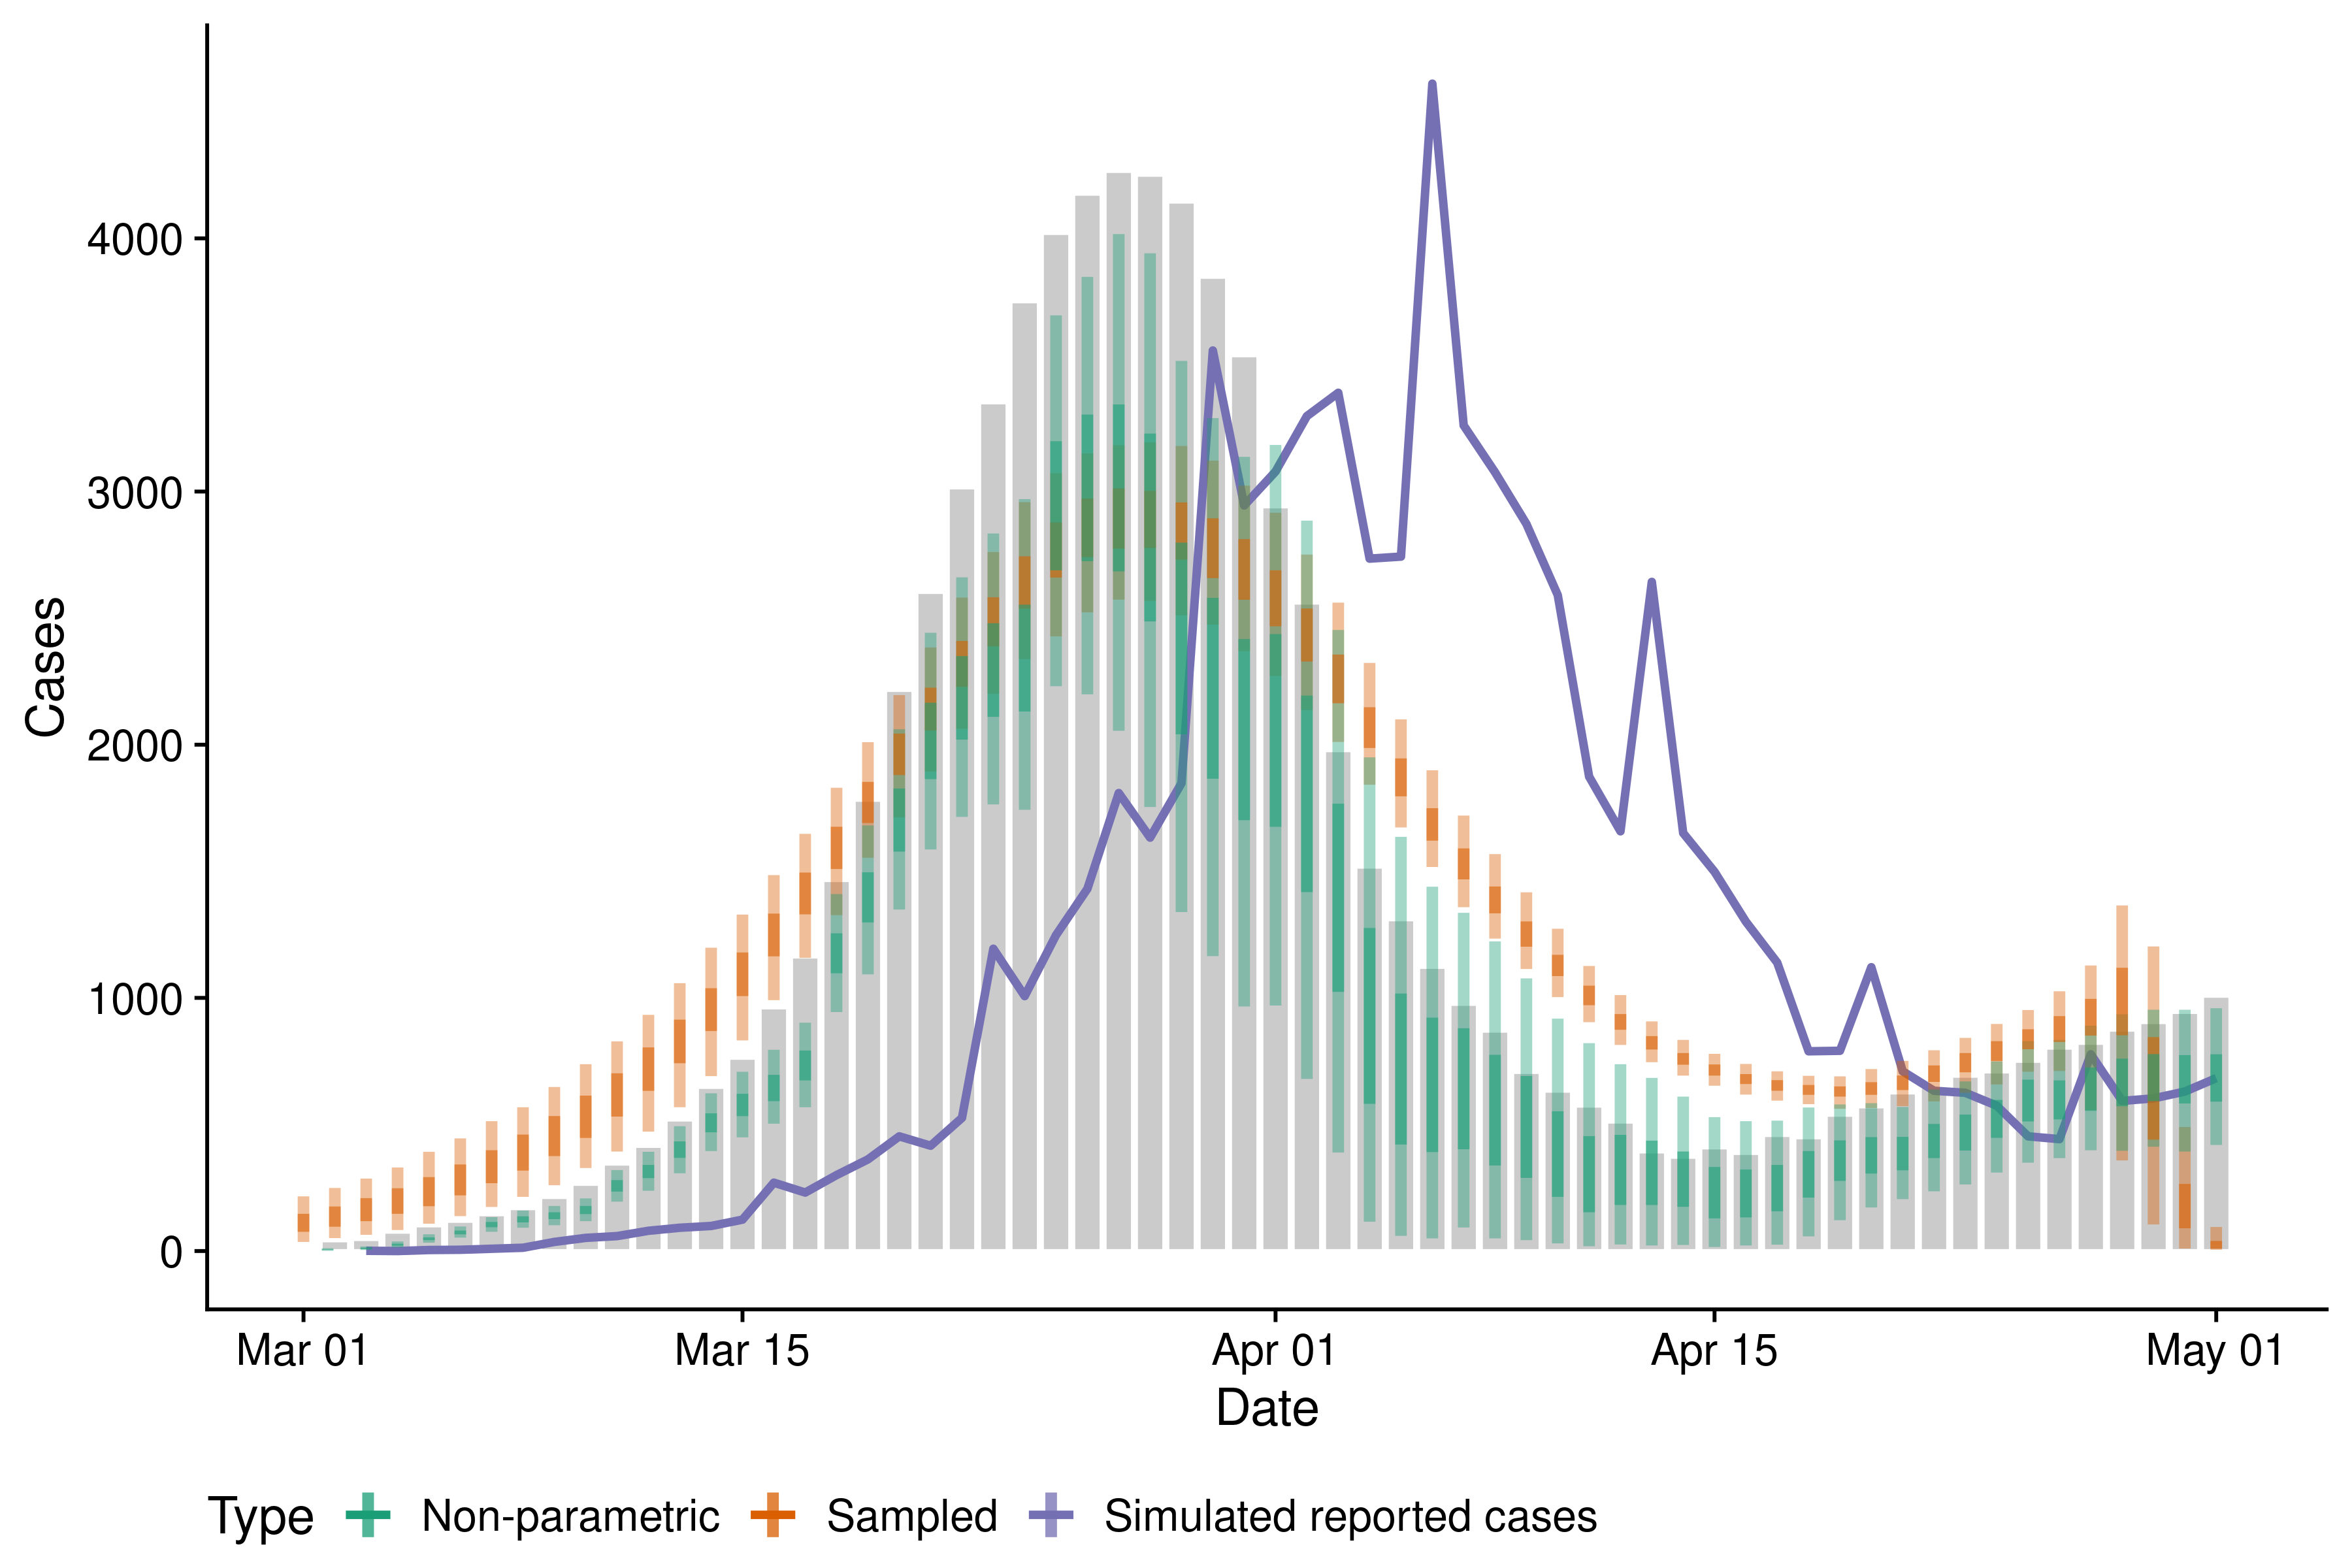 Cases
4000
3000
2000
1000
0
Mar 01 Mar 15 Apr 01 Apr 15 May 01
Date
Type Non-parametric Sampled Simulated reported cases